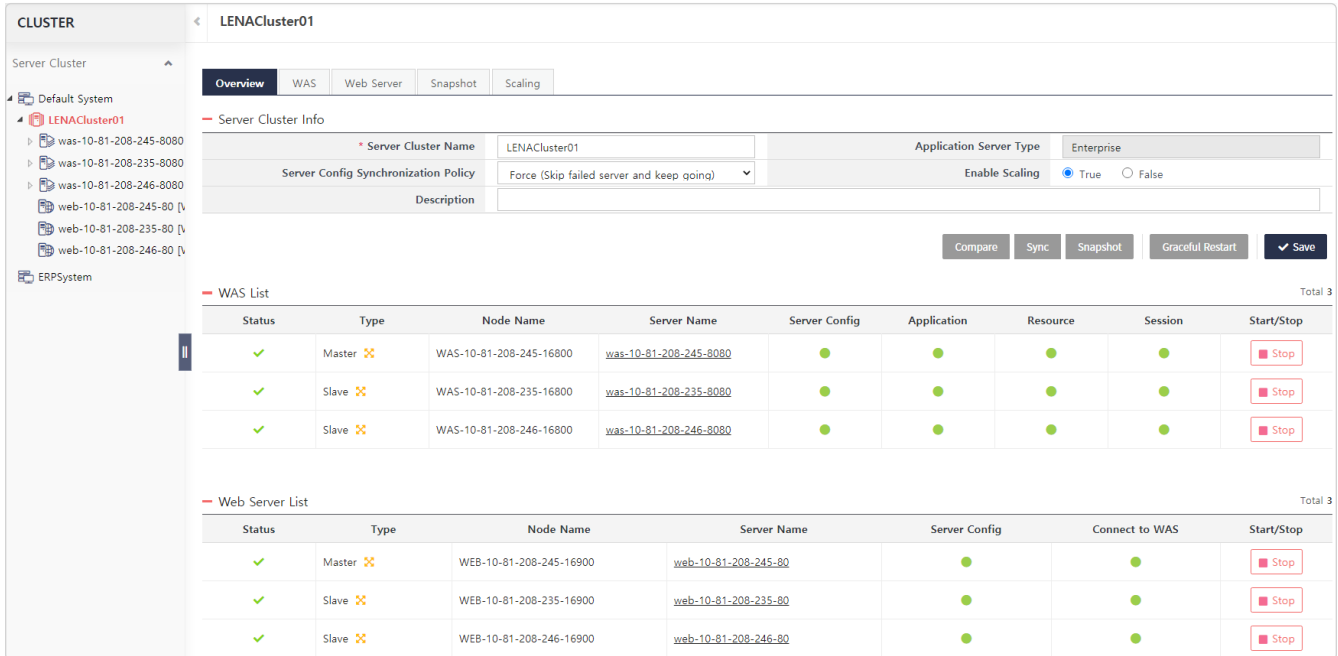 CLUSTER
LENACluster01
Server Cluster
Default System
LENACluster01
was-10-81-208-245-8080
was-10-81-208-235-8080
was-10-81-208-246-8080
web-10-81-208-245-80 [
web-10-81-208-235-80 [
web-10-81-208-246-80 [
ERPSystem
Overview WAS Web Server Snapshot Scaling
Server Cluster Info
* Server Cluster Name LENACluster01 Application Server Type Enterprise
Server Config Synchronization Policy Force (Skip failed server and keep going) Enable Scaling True False
Description
Compare Sync Snapshot Graceful Restart Save
WAS List Total 3
Status Type Node Name Server Name Server Config Application Resource Session Start/Stop
Master WAS-10-81-208-245-16800 was-10-81-208-245-8080 Stop
Slave WAS-10-81-208-235-16800 was-10-81-208-235-8080 Stop
Slave WAS-10-81-208-246-16800 was-10-81-208-246-8080 Stop
Web Server List Total 3
Status Type Node Name Server Name Server Config Connect to WAS Start/Stop
Master WEB-10-81-208-245-16900 web-10-81-208-245-80 Stop
Slave WEB-10-81-208-235-16900 web-10-81-208-235-80 Stop
Slave WEB-10-81-208-246-16900 web-10-81-208-246-80 Stop